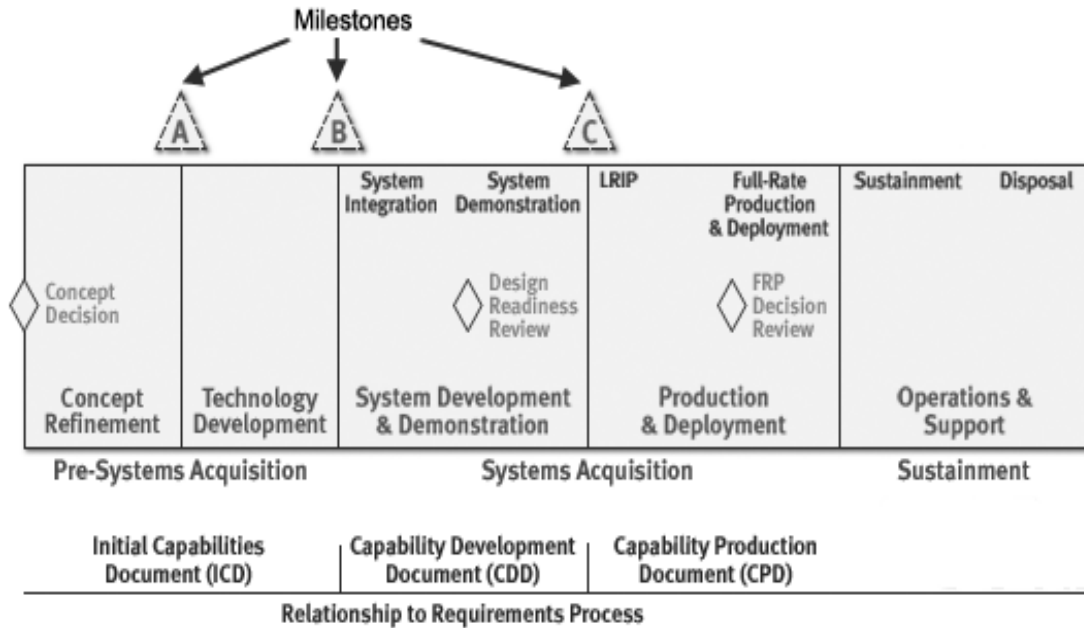 Milestones
A
B
C
System
Integration
System
Demonstration
LRIP
Full-Rate
Production
& Deployment
Sustainment
Disposal
Concept
Decision
Design
Readiness
Review
FRP
Decision
Review
Concept
Refinement
Technology
Development
System Development
& Demonstration
Production
& Deployment
Operations &
Support
Pre-Systems Acquisition
Systems Acquisition
Sustainment
Initial Capabilities
Document (ICD)
Capability Development
Document (CDD)
Capability Production
Document (CPD)
Relationship to Requirements Process